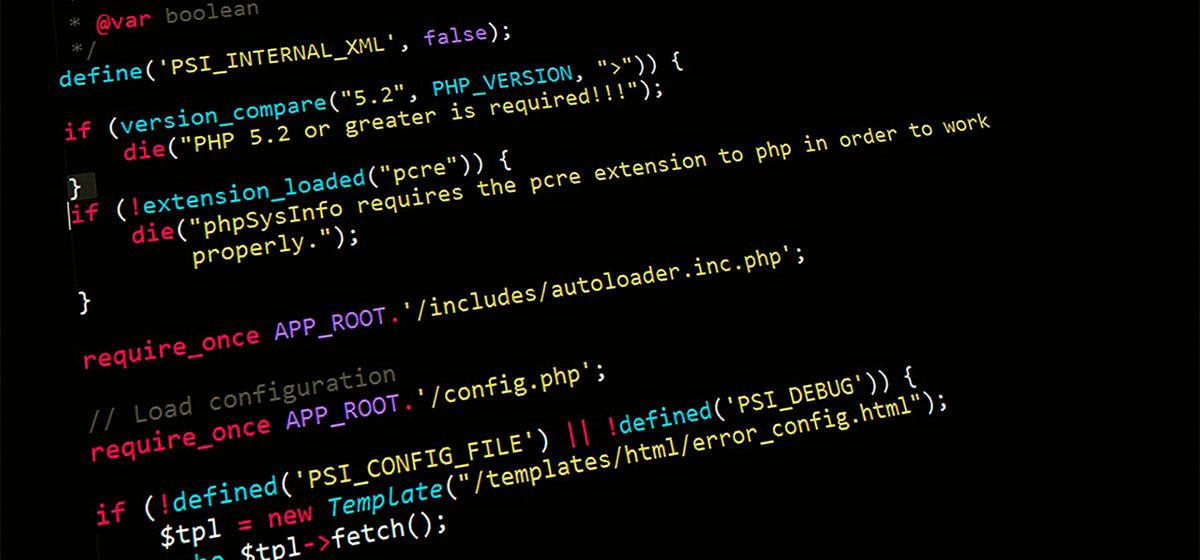 * @var boolean
*/
define('PSI_INTERNAL_XML', false);
if (version_compare("5.2", PHP_VERSION, ">")) {
die("PHP 5.2 or greater is required!!!");
}
if (!extension_loaded("pcre")) {
die("phpSysInfo requires the pcre extension to php in order to work
properly.");
}
require_once APP_ROOT.'/includes/autoloader.inc.php';
// Load configuration
require_once APP_ROOT.'/config.php';
if (!defined('PSI_CONFIG_FILE') || !defined('PSI_DEBUG')) {
$tpl = new Template("/templates/html/error_config.html");
$tpl->fetch();